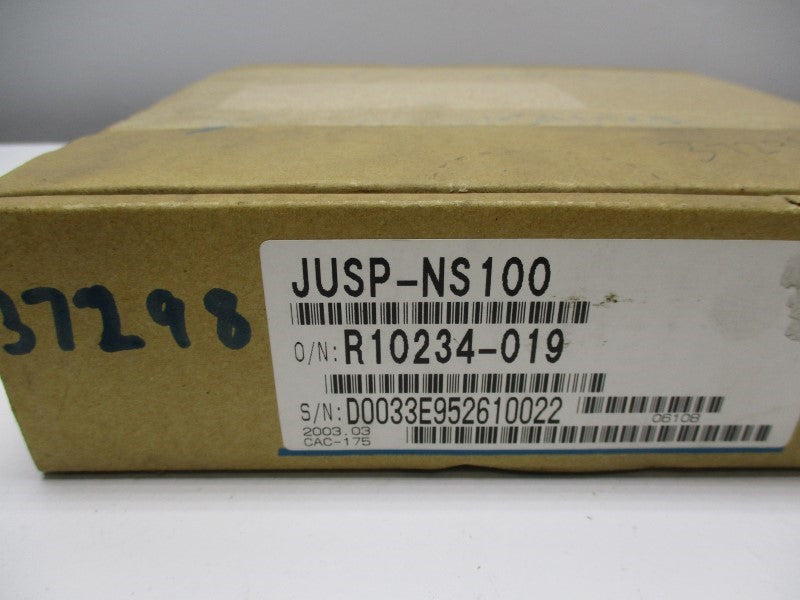 37298
JUSP-NS100
O/N: R10234-019
S/N: D0033E952610022
06108
2003.03
CAC-175